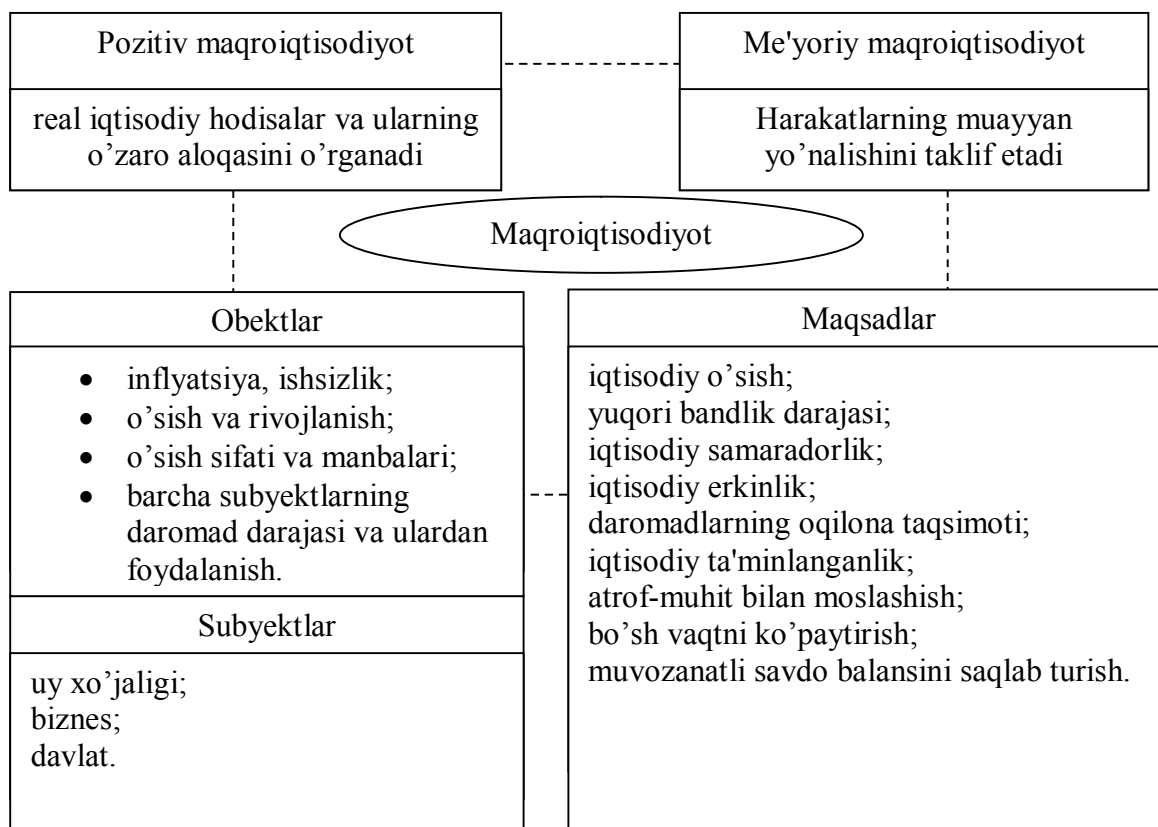 Pozitiv maqroiqtisodiyot
real iqtisodiy hodisalar va ularning
o’zaro aloqasini o’rganadi
Me'yoriy maqroiqtisodiyot
Harakatlarning muayyan
yo’nalishini taklif etadi
Maqroiqtisodiyot
Obektlar
• inflyatsiya, ishsizlik;
• o’sish va rivojlanish;
• o’sish sifati va manbalari;
• barcha subyektlarning
daromad darajasi va ulardan
foydalanish.
Subyektlar
uy xo’jaligi;
biznes;
davlat.
Maqsadlar
iqtisodiy o’sish;
yuqori bandlik darajasi;
iqtisodiy samaradorlik;
iqtisodiy erkinlik;
daromadlarning oqilona taqsimoti;
iqtisodiy ta'minlanganlik;
atrof-muhit bilan moslashish;
bo’sh vaqtni ko’paytirish;
muvozanatli savdo balansini saqlab turish.